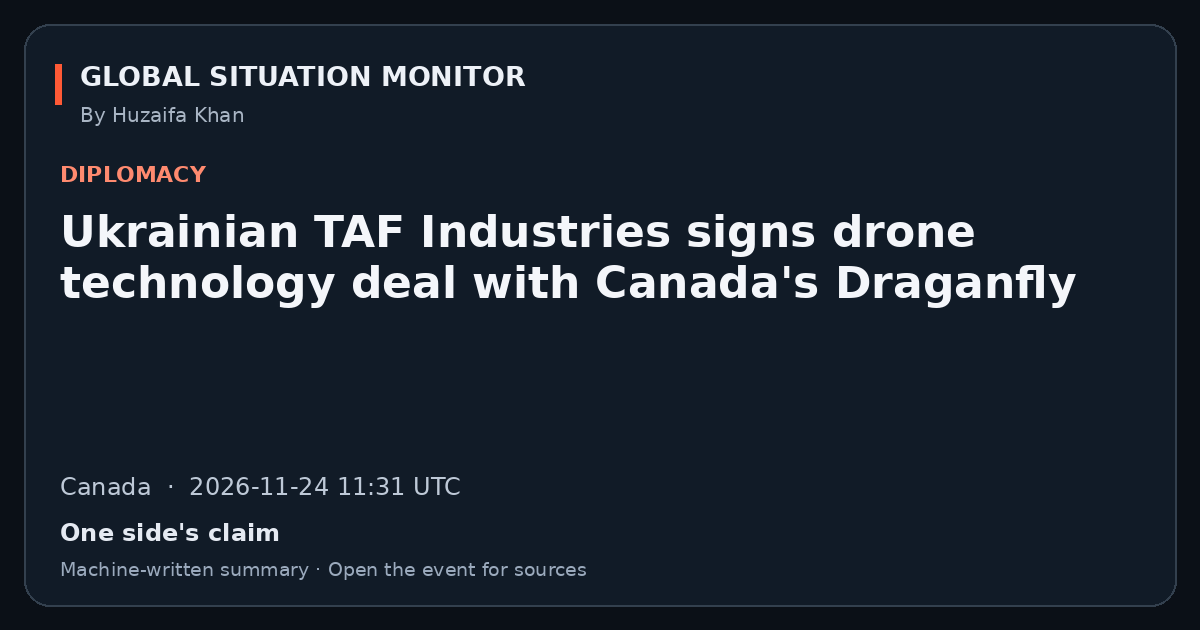 GLOBAL SITUATION MONITOR
By Huzaifa Khan
DIPLOMACY
Ukrainian TAF Industries signs drone
technology deal with Canada's Draganfly
Canada · 2026-11-24 11:31 UTC
One side's claim
Machine-written summary · Open the event for sources